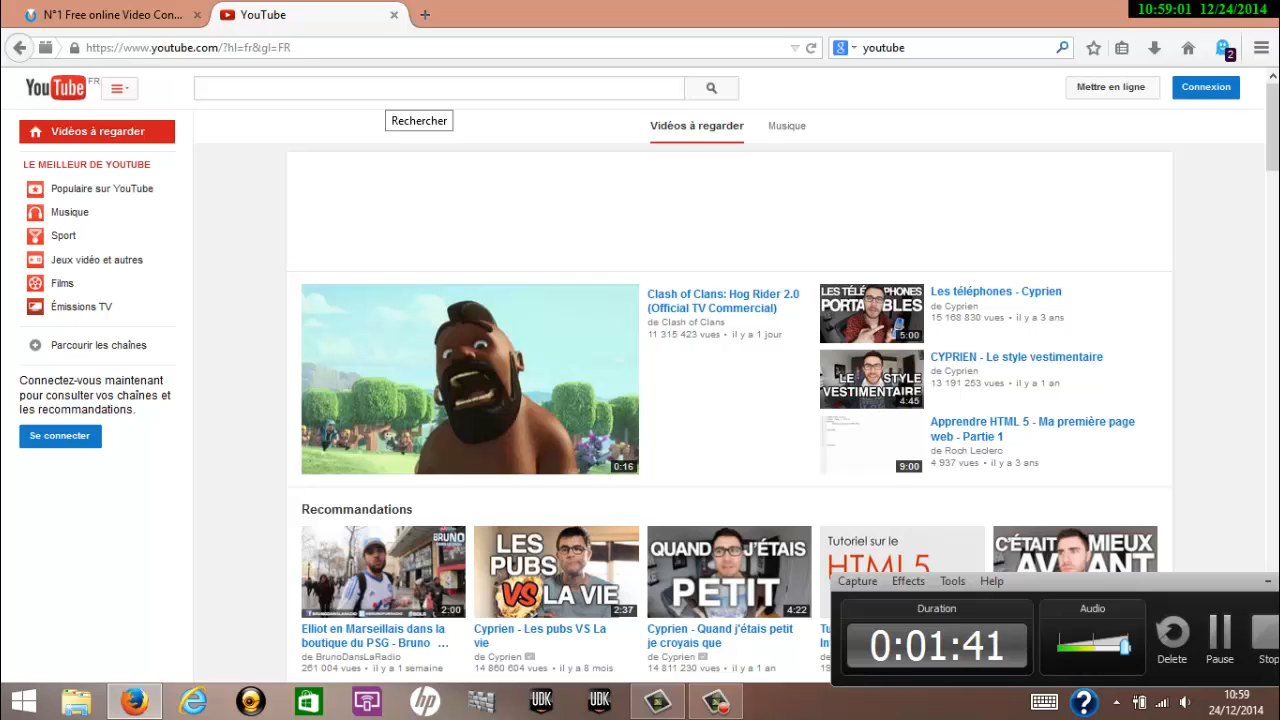 10:59:01 12/24/2014
N°1 Free online Video Con...
YouTube
https://www.youtube.com/?hl=fr&gl=FR
youtube
2
YouTube FR
Mettre en ligne
Connexion
Rechercher
Vidéos à regarder
Musique
Vidéos à regarder
LE MEILLEUR DE YOUTUBE
Populaire sur YouTube
Musique
Sport
Jeux vidéo et autres
Films
Émissions TV
Parcourir les chaînes
Connectez-vous maintenant
pour consulter vos chaînes et
les recommandations.
Se connecter
0:16
Clash of Clans: Hog Rider 2.0
(Official TV Commercial)
de Clash of Clans
11 315 423 vues • il y a 1 jour
LES TÉLÉPHONES
PORTABLES
5:00
Les téléphones - Cyprien
de Cyprien
15 168 830 vues • il y a 3 ans
LE STYLE
VESTIMENTAIRE
4:45
CYPRIEN - Le style vestimentaire
de Cyprien
13 191 253 vues • il y a 1 an
9:00
Apprendre HTML 5 - Ma première page
web - Partie 1
de Roch Leclerc
4 937 vues • il y a 3 ans
Recommandations
BRUNO
2:00
Elliot en Marseillais dans la
boutique du PSG - Bruno ...
de BrunoDansLaRadio
261 004 vues • il y a 1 semaine
LES
PUBS
VS LA VIE
2:37
Cyprien - Les pubs VS La
vie
de Cyprien
14 860 604 vues • il y a 8 mois
QUAND J'ÉTAIS
PETIT
4:22
Cyprien - Quand j'étais petit
je croyais que
de Cyprien
14 811 230 vues • il y a 1 an
Tutoriel sur le
HTML 5
C'ÉTAIT MIEUX
AVANT
Capture
Effects
Tools
Help
Duration
0:01:41
Audio
Delete
Pause
Stop
hp
UDK
UDK
?
10:59
24/12/2014